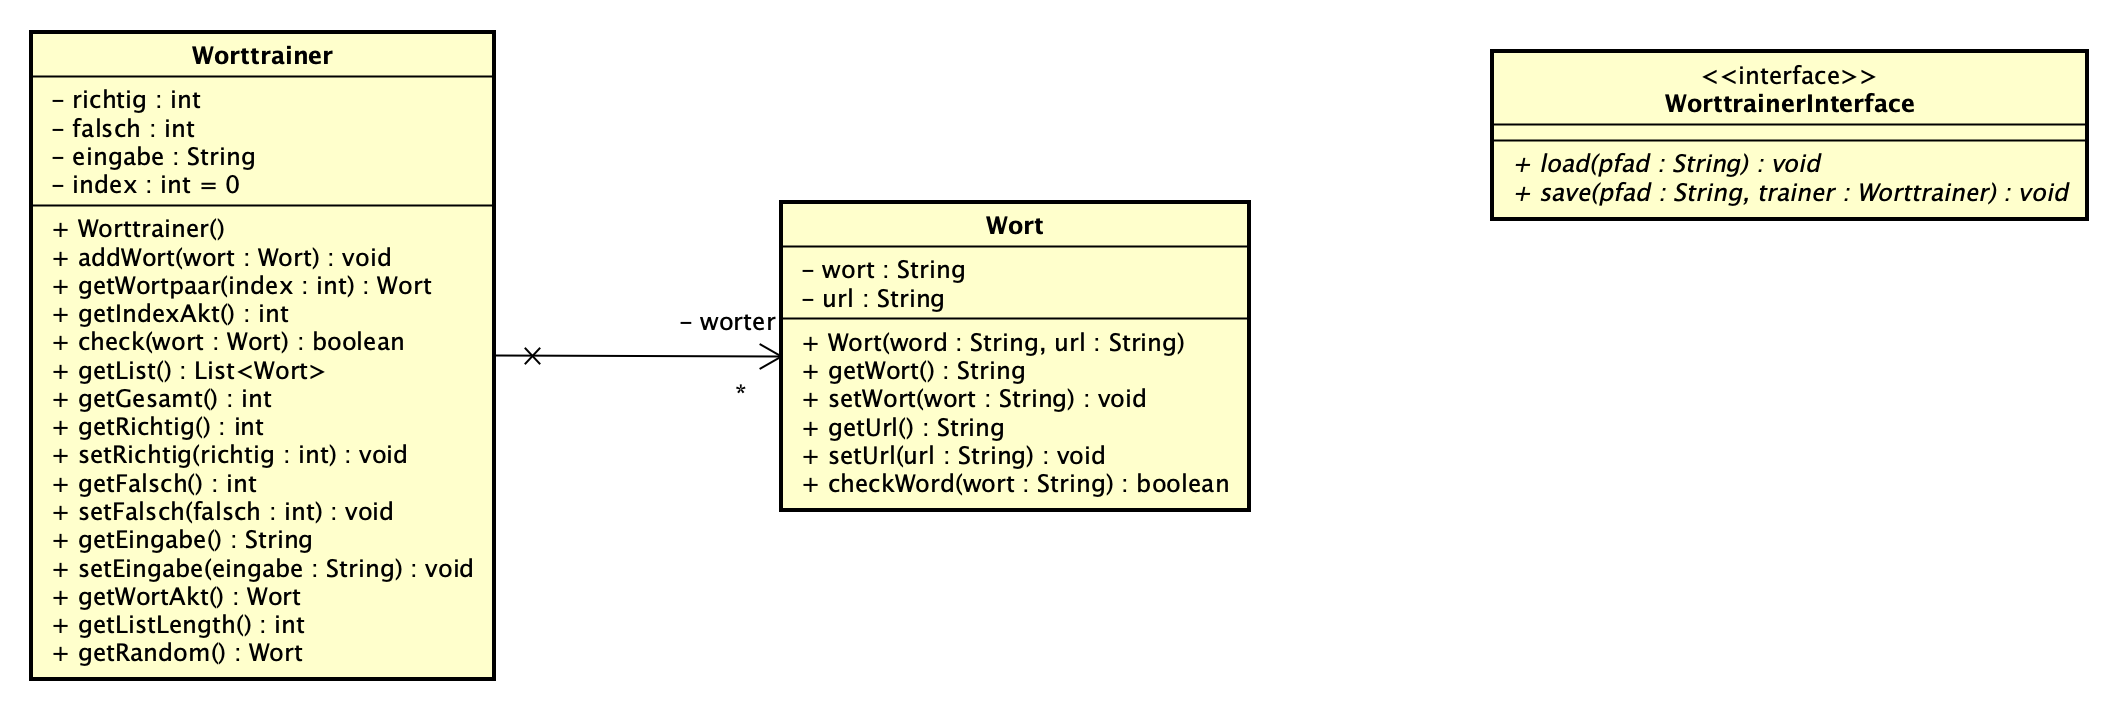 Worttrainer
– richtig : int
– falsch : int
– eingabe : String
– index : int = 0
+ Worttrainer()
+ addWort(wort : Wort) : void
+ getWortpaar(index : int) : Wort
+ getIndexAkt() : int
+ check(wort : Wort) : boolean
+ getList() : List<Wort>
+ getGesamt() : int
+ getRichtig() : int
+ setRichtig(richtig : int) : void
+ getFalsch() : int
+ setFalsch(falsch : int) : void
+ getEingabe() : String
+ setEingabe(eingabe : String) : void
+ getWortAkt() : Wort
+ getListLength() : int
+ getRandom() : Wort
– worter
*
Wort
– wort : String
– url : String
+ Wort(word : String, url : String)
+ getWort() : String
+ setWort(wort : String) : void
+ getUrl() : String
+ setUrl(url : String) : void
+ checkWord(wort : String) : boolean
<<interface>>
WorttrainerInterface
+ load(pfad : String) : void
+ save(pfad : String, trainer : Worttrainer) : void